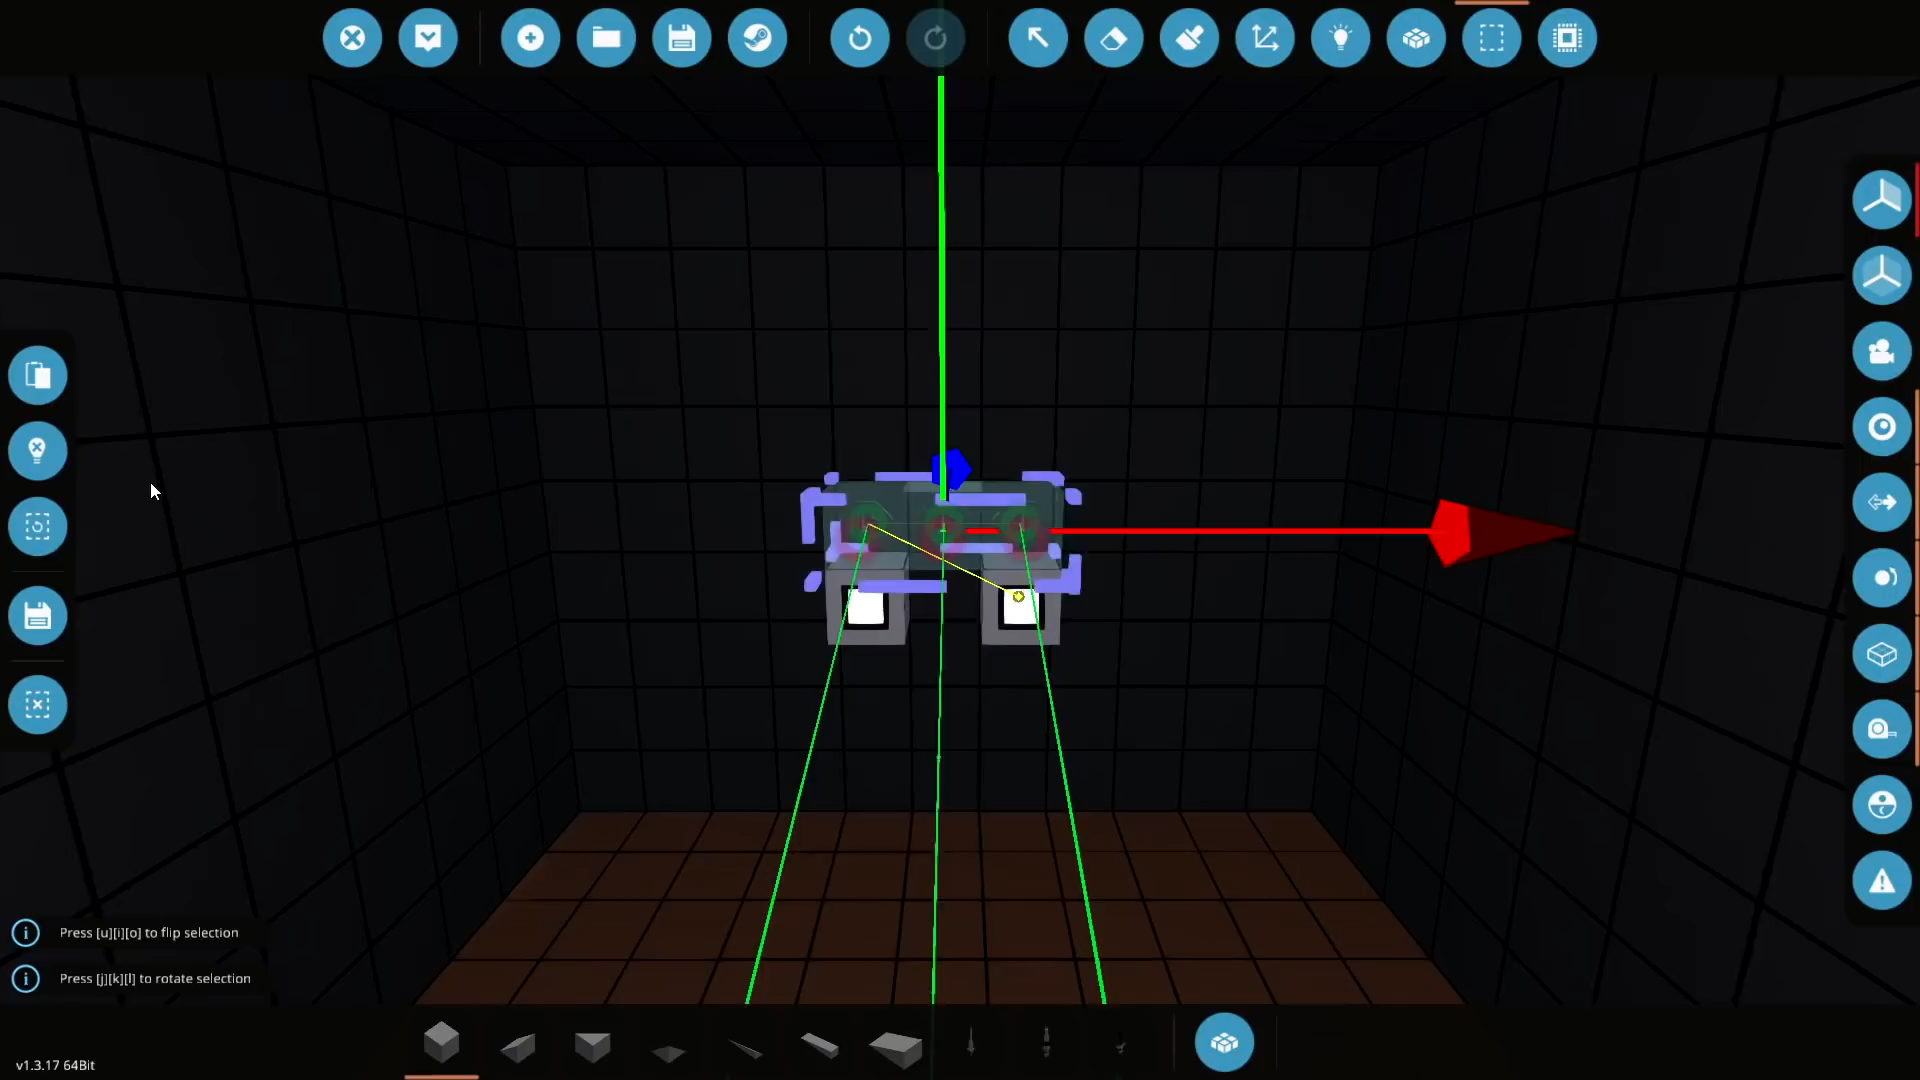 Press [u][i][o] to flip selection
Press [j][k][l] to rotate selection
v1.3.17 64Bit